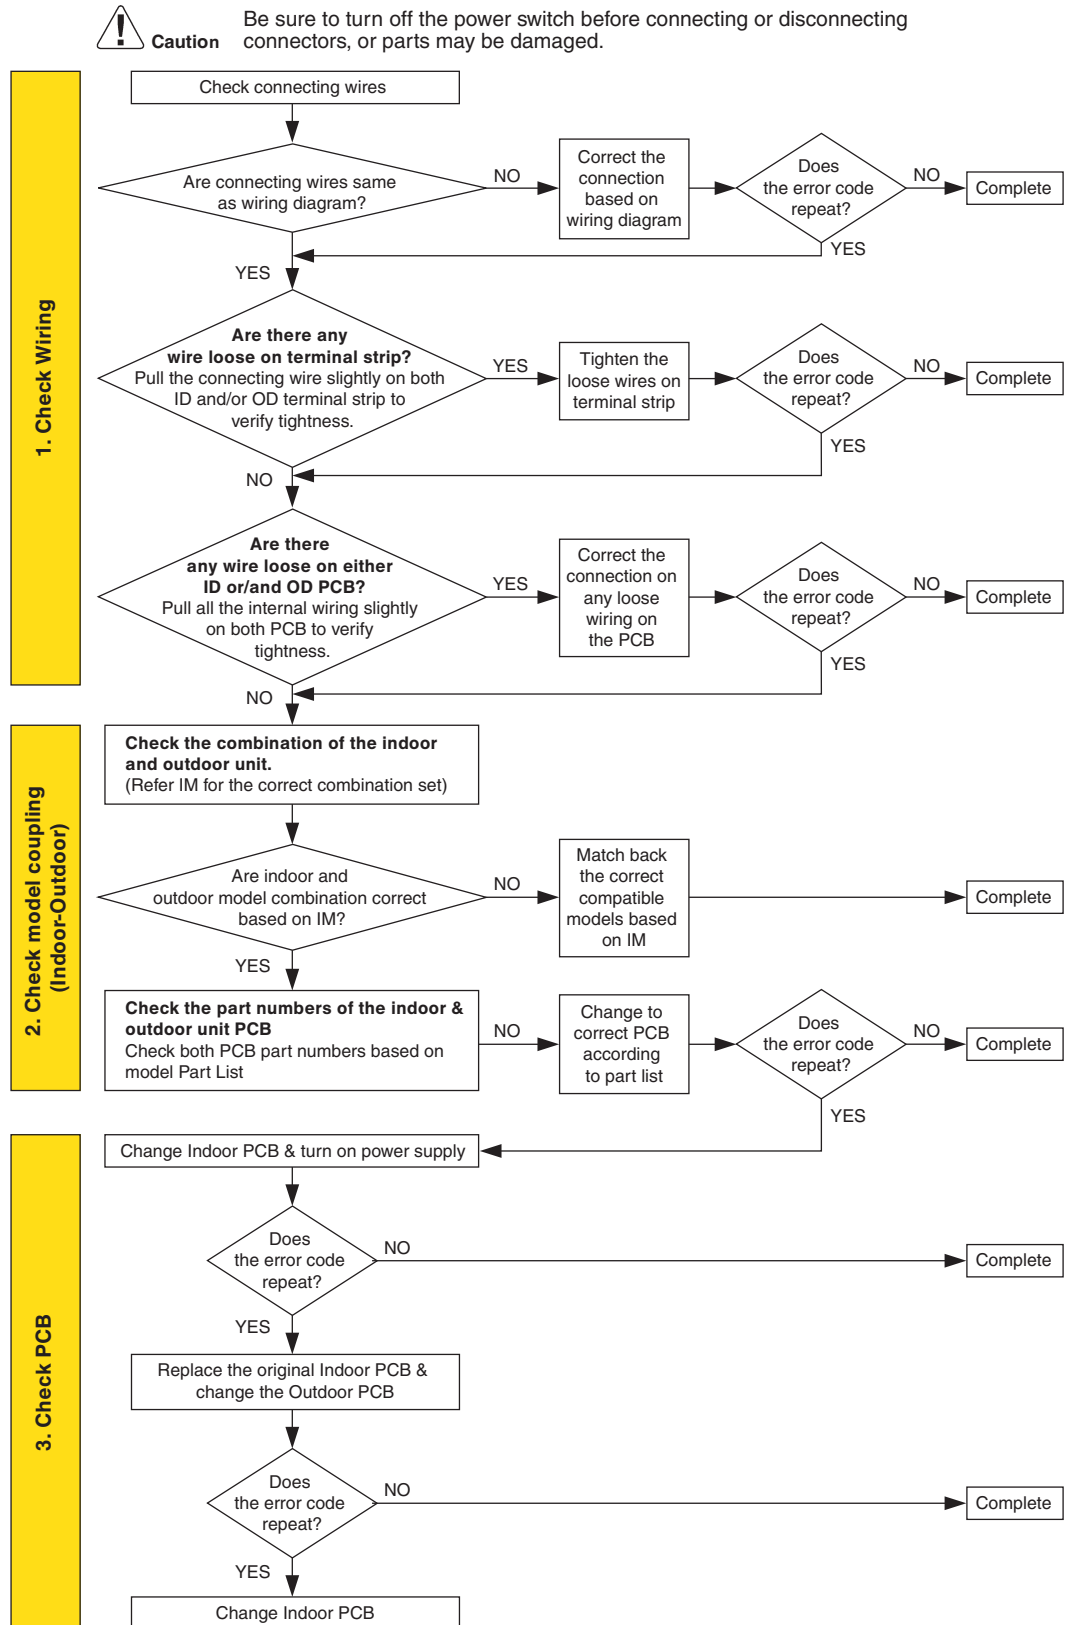 Be sure to turn off the power switch before connecting or disconnecting
Caution connectors, or parts may be damaged.
1. Check Wiring
Check connecting wires
Are connecting wires same
as wiring diagram?
NO
Correct the
connection
based on
wiring diagram
Does
the error code
repeat?
NO
Complete
YES
YES
Are there any
wire loose on terminal strip?
Pull the connecting wire slightly on both
ID and/or OD terminal strip to
verify tightness.
YES
Tighten the
loose wires on
terminal strip
Does
the error code
repeat?
NO
Complete
YES
NO
Are there
any wire loose on either
ID or/and OD PCB?
Pull all the internal wiring slightly
on both PCB to verify
tightness.
YES
Correct the
connection on
any loose
wiring on
the PCB
Does
the error code
repeat?
NO
Complete
YES
NO
2. Check model coupling
(Indoor-Outdoor)
Check the combination of the indoor
and outdoor unit.
(Refer IM for the correct combination set)
Are indoor and
outdoor model combination correct
based on IM?
NO
Match back
the correct
compatible
models based
on IM
Complete
YES
Check the part numbers of the indoor &
outdoor unit PCB
Check both PCB part numbers based on
model Part List
NO
Change to
correct PCB
according
to part list
Does
the error code
repeat?
NO
Complete
YES
3. Check PCB
Change Indoor PCB & turn on power supply
Does
the error code
repeat?
NO
Complete
YES
Replace the original Indoor PCB &
change the Outdoor PCB
Does
the error code
repeat?
NO
Complete
YES
Change Indoor PCB